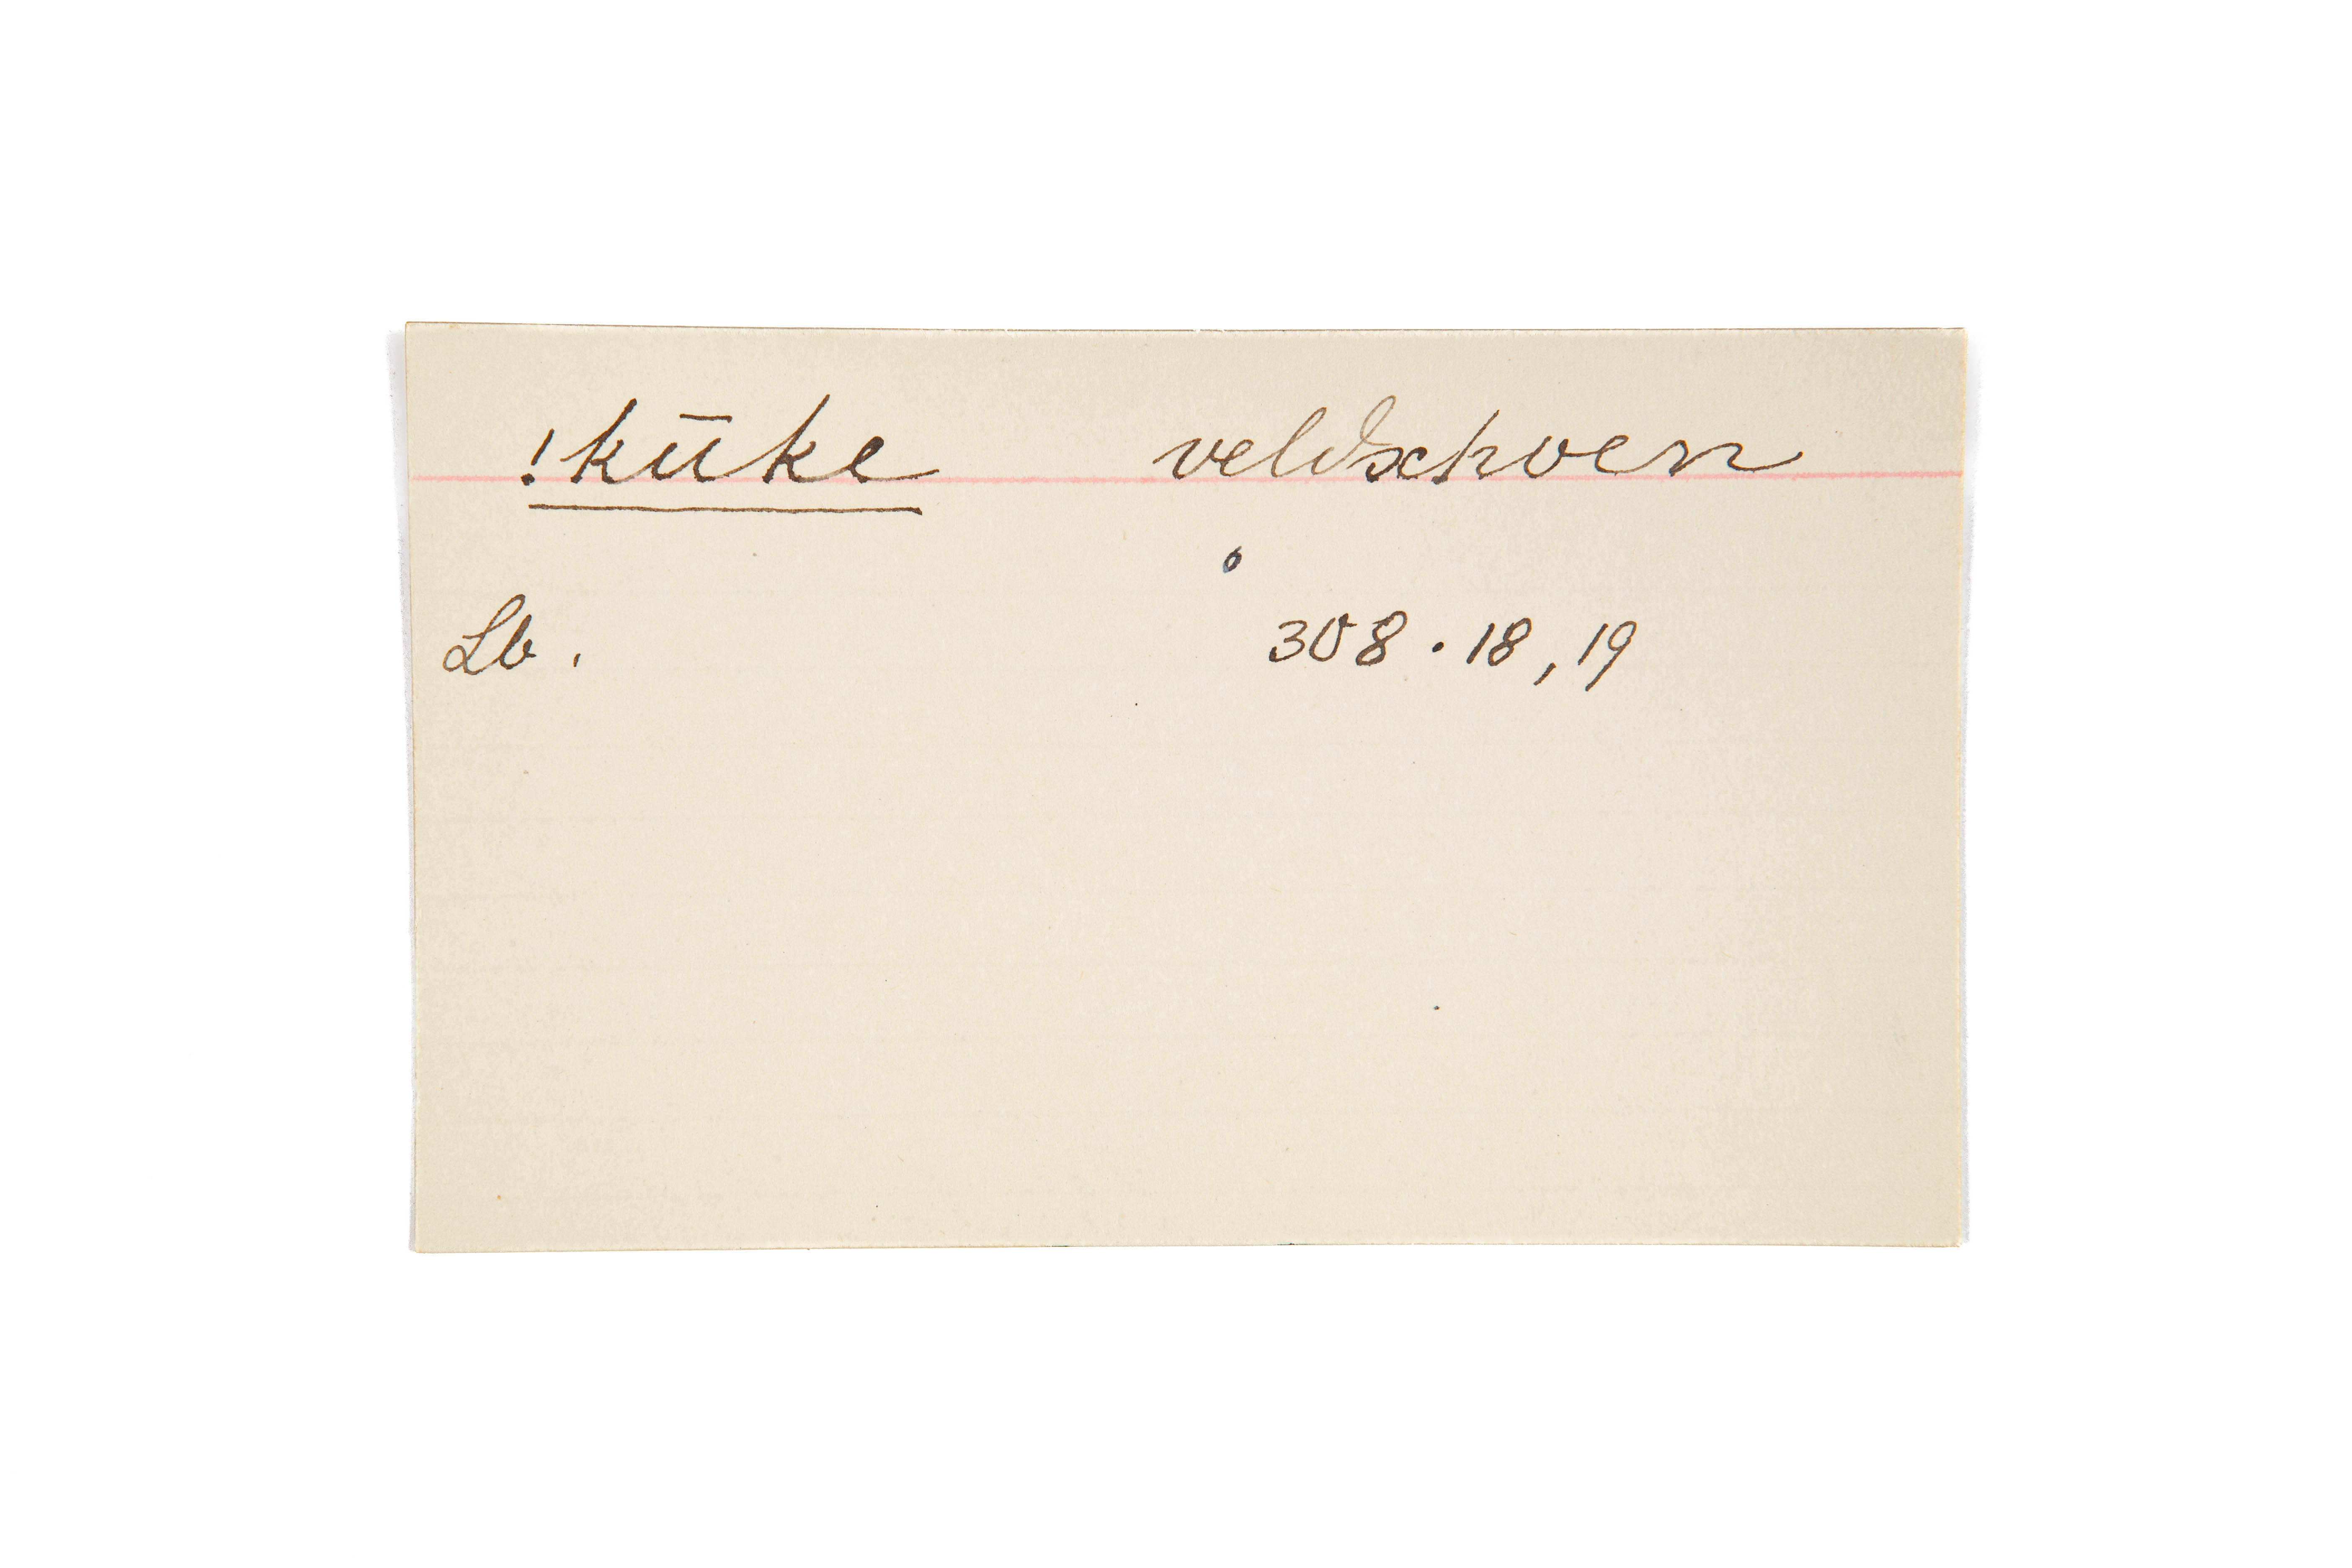 !kūke veldschoen
Lb. 308 · 18, 19